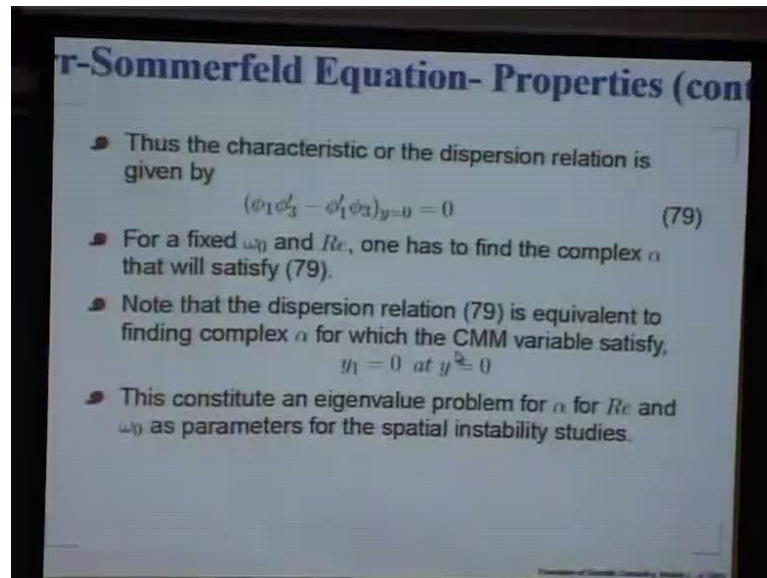 r-Sommerfeld Equation- Properties (cont
Thus the characteristic or the dispersion relation is
given by
(ϕ₁ϕ′₃ − ϕ′₁ϕ₃)y=0 = 0 (79)
For a fixed ω₀ and Re, one has to find the complex α
that will satisfy (79).
Note that the dispersion relation (79) is equivalent to
finding complex α for which the CMM variable satisfy,
y₁ = 0 at y = 0
This constitute an eigenvalue problem for α for Re and
ω₀ as parameters for the spatial instability studies.